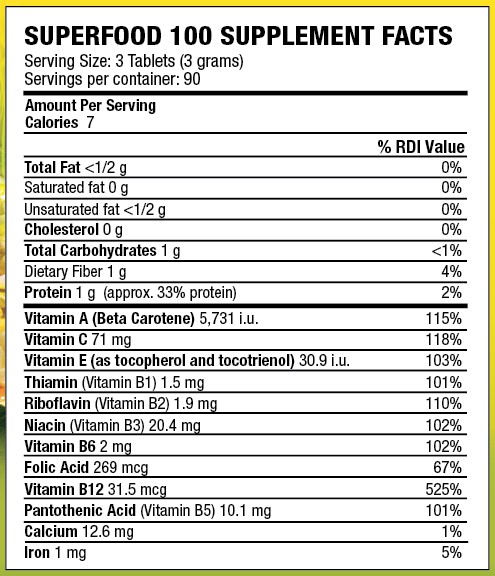 SUPERFOOD 100 SUPPLEMENT FACTS
Serving Size: 3 Tablets (3 grams)
Servings per container: 90
Amount Per Serving
Calories 7
% RDI Value
Total Fat <1/2 g 0%
Saturated fat 0 g 0%
Unsaturated fat <1/2 g 0%
Cholesterol 0 g 0%
Total Carbohydrates 1 g <1%
Dietary Fiber 1 g 4%
Protein 1 g (approx. 33% protein) 2%
Vitamin A (Beta Carotene) 5,731 i.u. 115%
Vitamin C 71 mg 118%
Vitamin E (as tocopherol and tocotrienol) 30.9 i.u. 103%
Thiamin (Vitamin B1) 1.5 mg 101%
Riboflavin (Vitamin B2) 1.9 mg 110%
Niacin (Vitamin B3) 20.4 mg 102%
Vitamin B6 2 mg 102%
Folic Acid 269 mcg 67%
Vitamin B12 31.5 mcg 525%
Pantothenic Acid (Vitamin B5) 10.1 mg 101%
Calcium 12.6 mg 1%
Iron 1 mg 5%